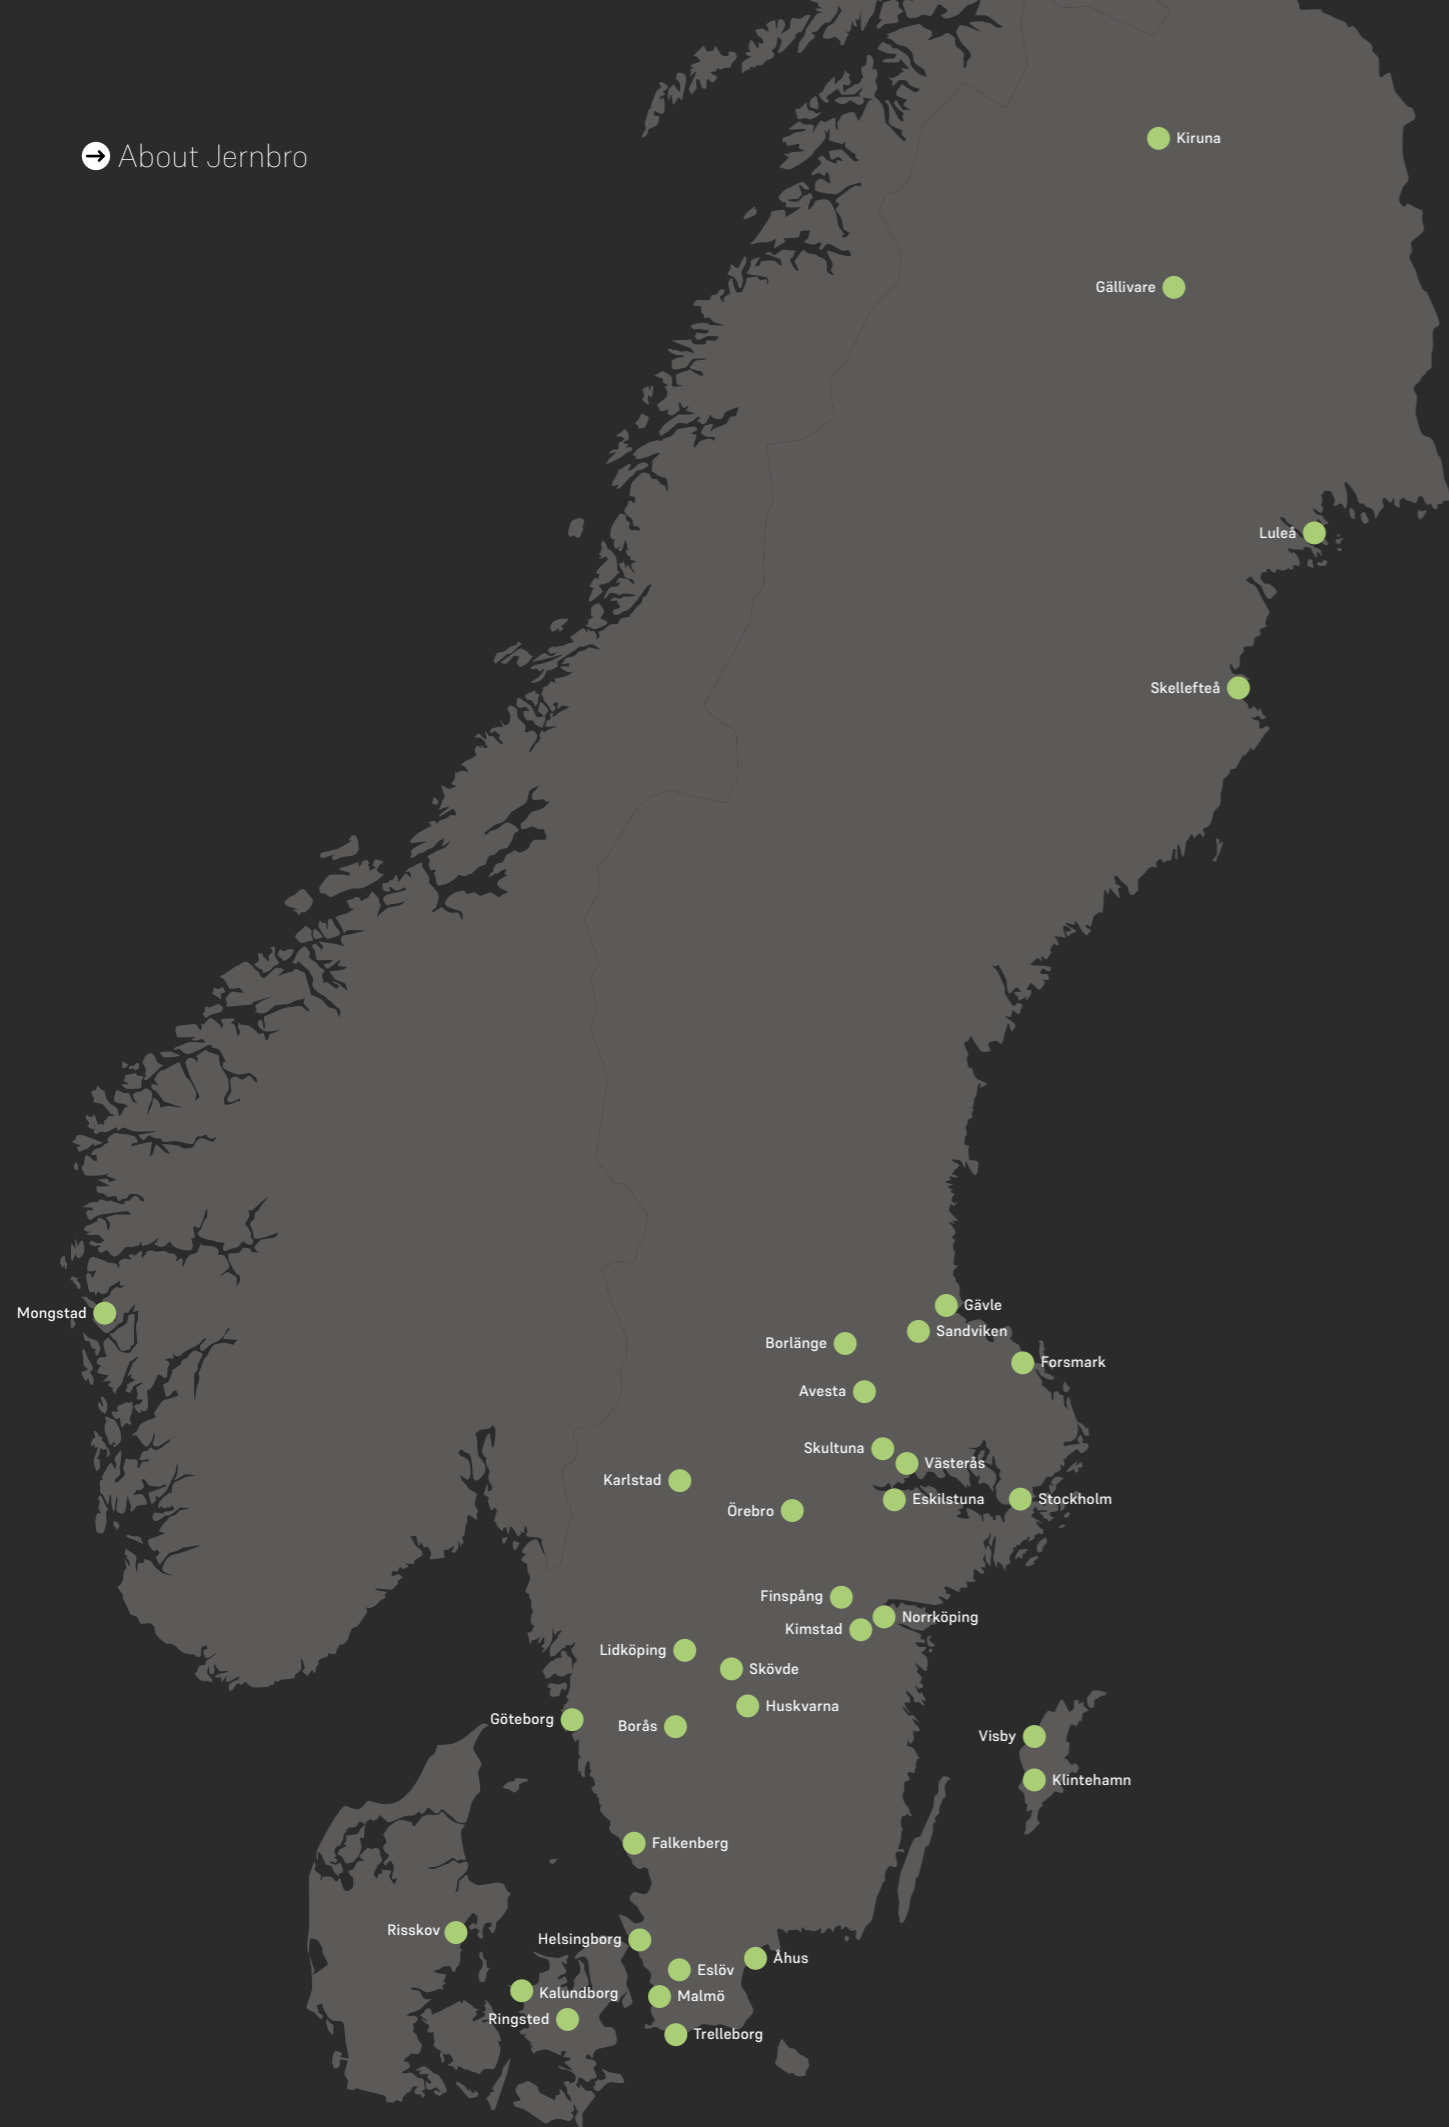 About Jernbro
Kiruna
Gällivare
Luleå
Skellefteå
Gävle
Mongstad
Sandviken
Borlänge
Forsmark
Avesta
Skultuna
Västerås
Karlstad
Eskilstuna
Stockholm
Örebro
Finspång
Norrköping
Kimstad
Lidköping
Skövde
Huskvarna
Göteborg
Borås
Visby
Klintehamn
Falkenberg
Risskov
Helsingborg
Åhus
Eslöv
Kalundborg
Malmö
Ringsted
Trelleborg